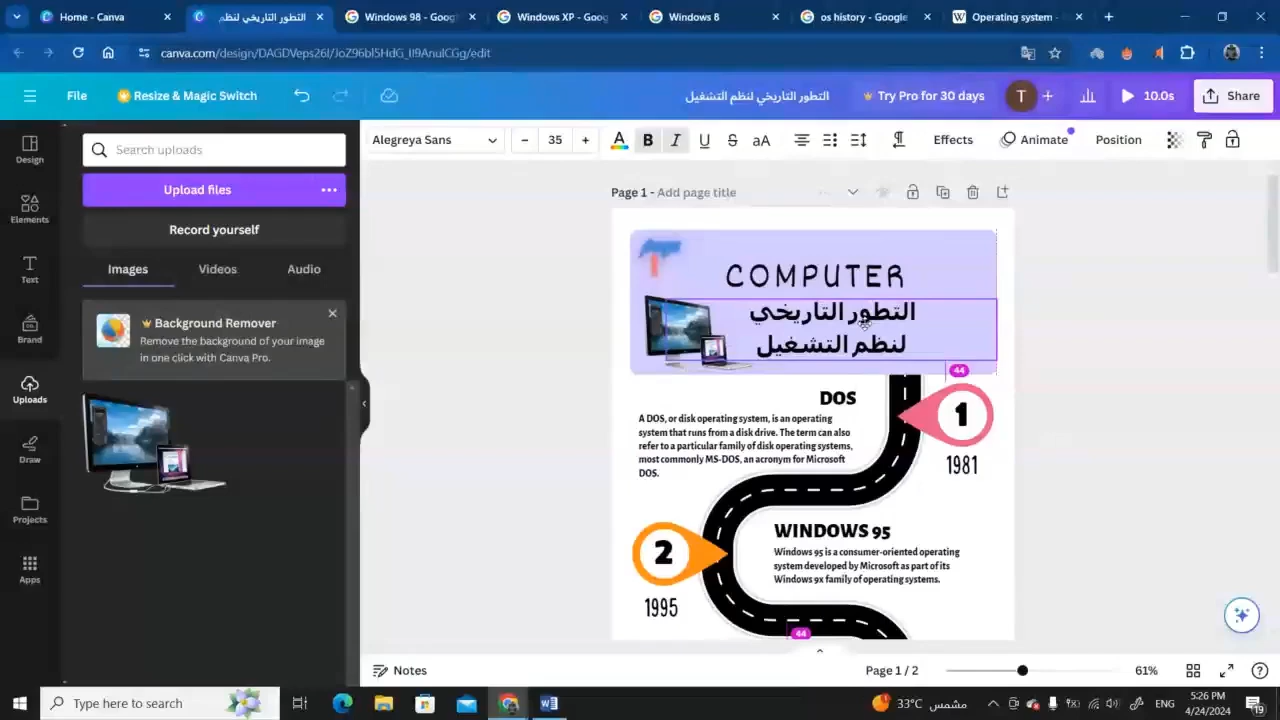 Home - Canva
التطور التاريخي لنظم
Windows 98 - Goog
Windows XP - Goog
Windows 8
os history - Google
Operating system -
canva.com/design/DAGDVeps26I/JoZ96bl5HdG_II9AnulCGg/edit
File
Resize & Magic Switch
التطور التاريخي لنظم التشغيل
Try Pro for 30 days
T
10.0s
Share
Design
Elements
Text
Brand
Uploads
Draw
Projects
Apps
Search uploads
Upload files
Record yourself
Images
Videos
Audio
Background Remover
Remove the background of your image
in one click with Canva Pro.
Alegreya Sans
35
B
I
U
S
aA
Effects
Animate
Position
Page 1 - Add page title
COMPUTER
التطور التاريخي
لنظم التشغيل
44
DOS
A DOS, or disk operating system, is an operating
system that runs from a disk drive. The term can also
refer to a particular family of disk operating systems,
most commonly MS-DOS, an acronym for Microsoft
DOS.
1
1981
WINDOWS 95
Windows 95 is a consumer-oriented operating
system developed by Microsoft as part of its
Windows 9x family of operating systems.
2
1995
44
Notes
Page 1 / 2
61%
Type here to search
33°C مشمس
ENG
5:26 PM
4/24/2024
19